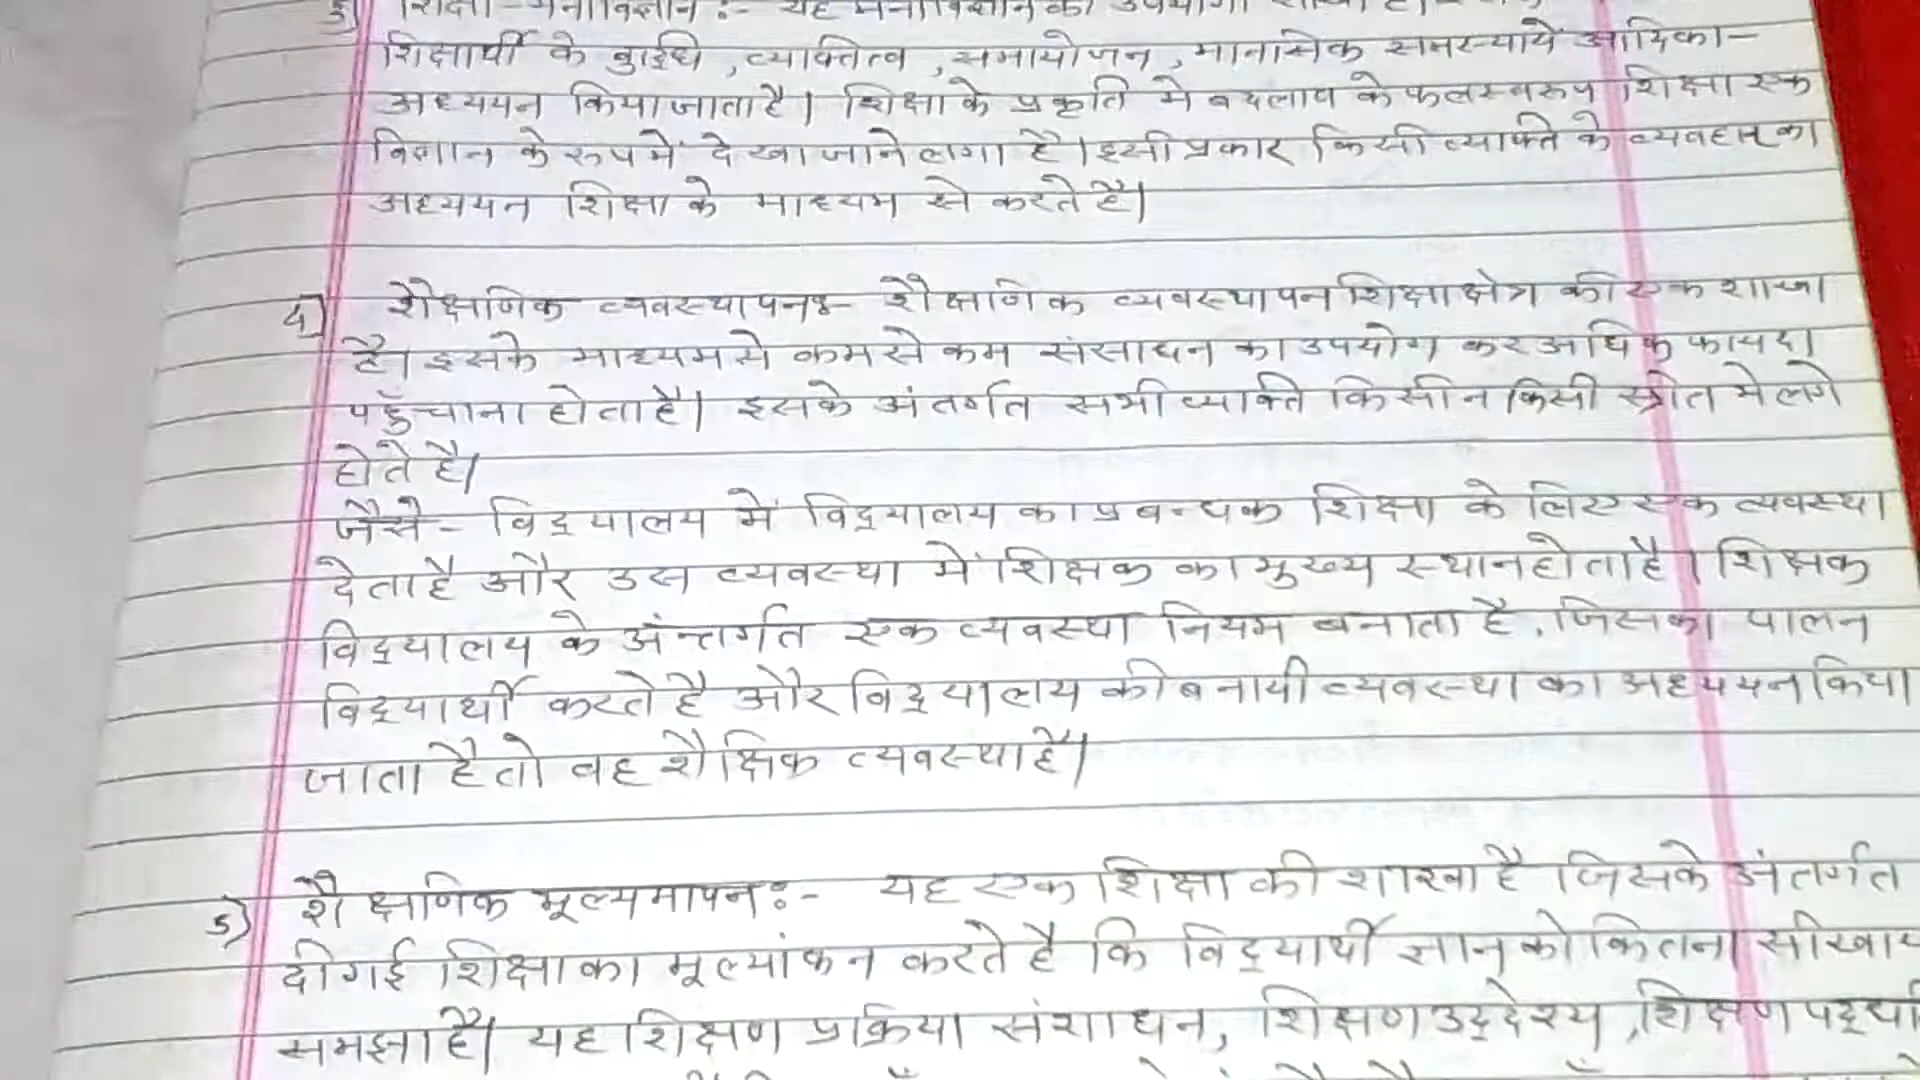 3) शिक्षा-मनोविज्ञान :- यह मनोविज्ञान की उपयोगी शाखा है।
शिक्षार्थी के बुद्धि, व्यक्तित्व, समायोजन, मानसिक समस्यायें आदिका-
अध्ययन किया जाता है। शिक्षा के प्रकृति मे बदलाव के फलस्वरूप शिक्षा एक
विज्ञान के रुप में देखा जाने लगा है। इसी प्रकार किसी व्यक्ति के व्यवहार का
अध्ययन शिक्षा के माध्यम से करते हैं।
4) शैक्षणिक व्यवस्थापनः- शैक्षणिक व्यवस्थापन शिक्षा क्षेत्र की एक शाखा
है। इसके माध्यम से कम से कम संसाधन का उपयोग कर अधिक फायदा
पहुँचाना होता है। इसके अंतर्गत सभी व्यक्ति किसी न किसी स्रोत मे लगे
होते है।
जैसे- विद्यालय में विद्यालय का प्रबन्धक शिक्षा के लिए एक व्यवस्था
देता है और उस व्यवस्था में शिक्षक का मुख्य स्थान होता है। शिक्षक
विद्यालय के अंन्तर्गत एक व्यवस्था नियम बनाता है, जिसका पालन
विद्यार्थी करते है और विद्यालय की बनायी व्यवस्था का अध्ययन किया
जाता है तो वह शैक्षिक व्यवस्था है।
5) शैक्षणिक मूल्यमापनः- यह एक शिक्षा की शाखा है जिसके अंतर्गत
दी गई शिक्षा का मूल्यांकन करते है कि विद्यार्थी ज्ञान को कितना सीखा
समझा है। यह शिक्षण प्रक्रिया संशाधन, शिक्षण उद्देश्य, शिक्षण